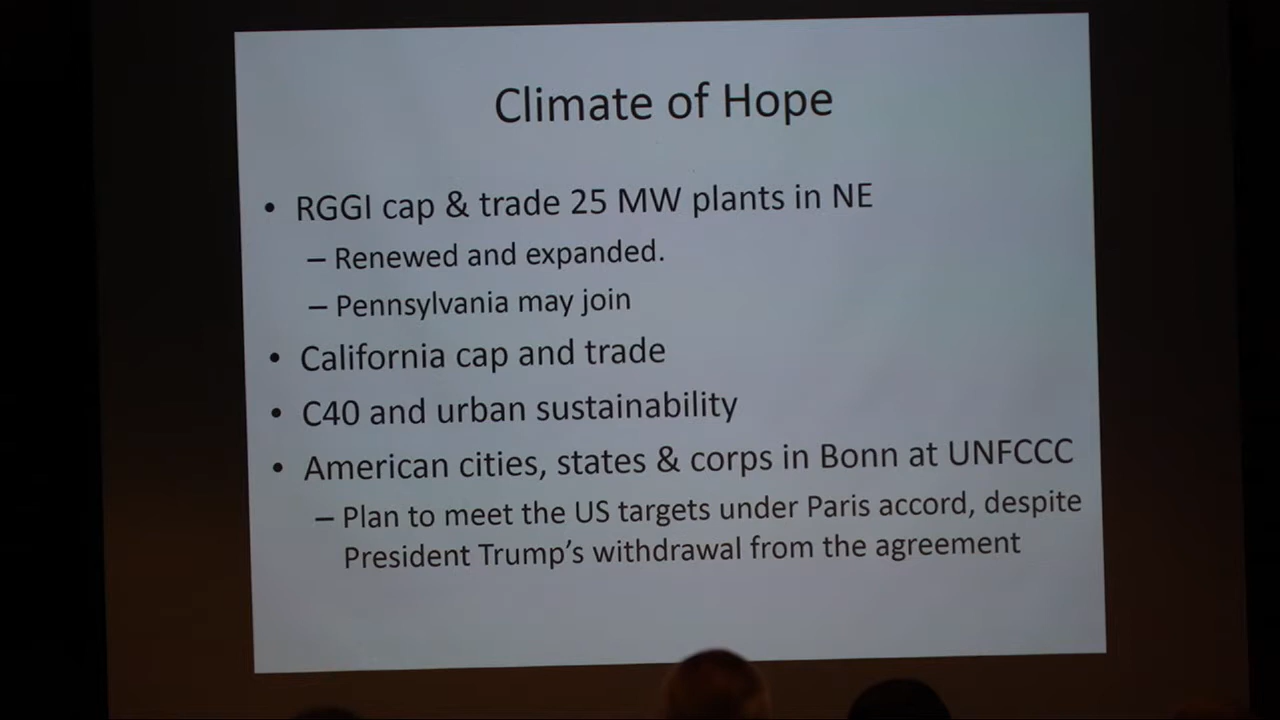 Climate of Hope
• RGGI cap & trade 25 MW plants in NE
– Renewed and expanded.
– Pennsylvania may join
• California cap and trade
• C40 and urban sustainability
• American cities, states & corps in Bonn at UNFCCC
– Plan to meet the US targets under Paris accord, despite
President Trump's withdrawal from the agreement